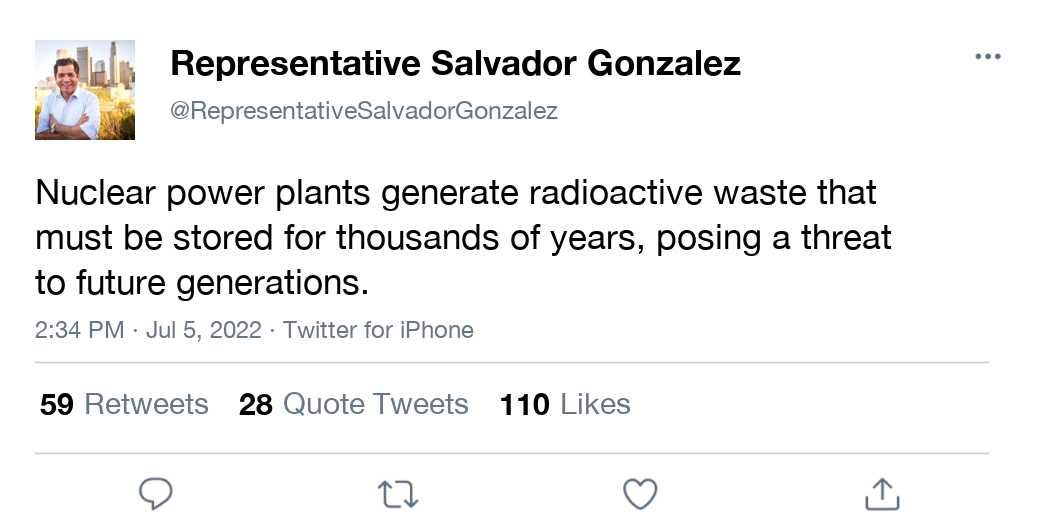 Representative Salvador Gonzalez
@RepresentativeSalvadorGonzalez
Nuclear power plants generate radioactive waste that
must be stored for thousands of years, posing a threat
to future generations.
2:34 PM · Jul 5, 2022 · Twitter for iPhone
59 Retweets 28 Quote Tweets 110 Likes